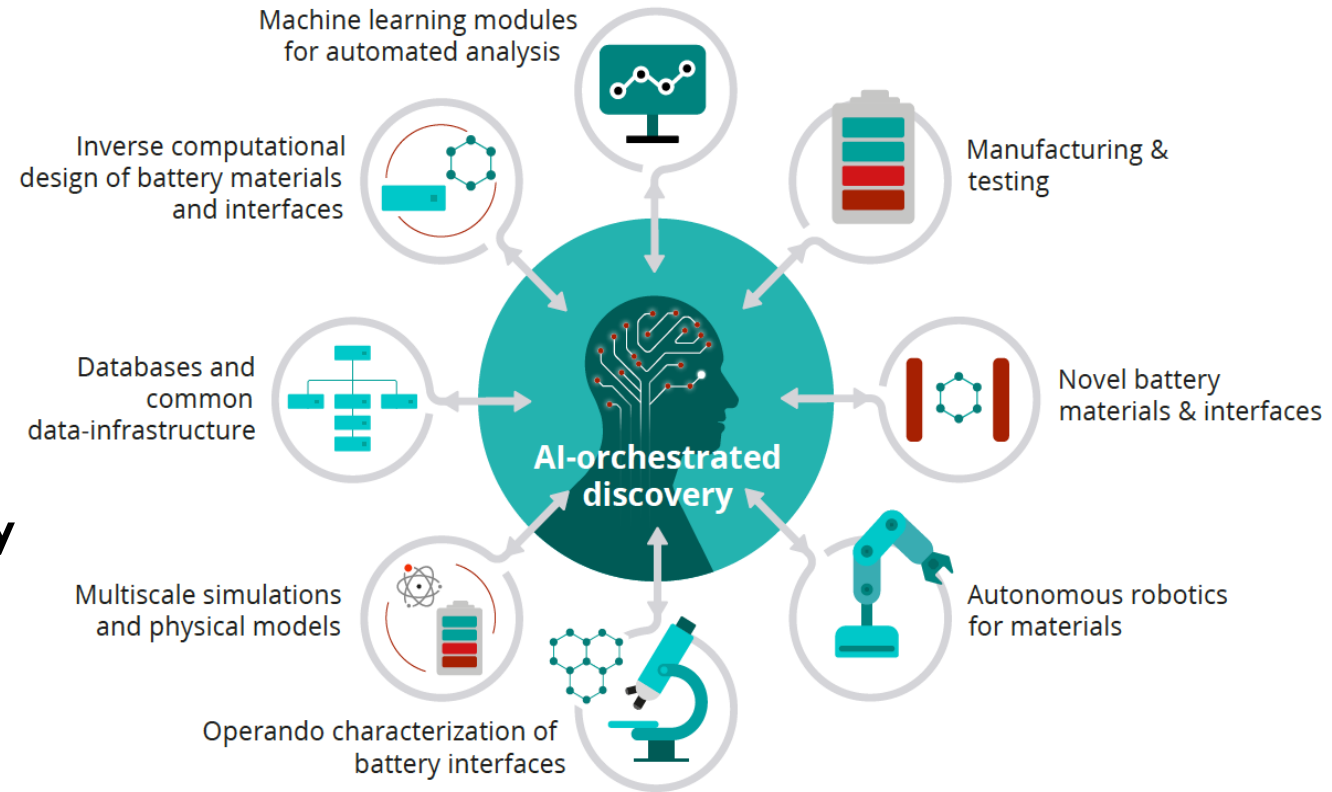 Machine learning modules
for automated analysis
Inverse computational
design of battery materials
and interfaces
Manufacturing &
testing
Databases and
common
data-infrastructure
Novel battery
materials & interfaces
AI-orchestrated
discovery
y
Multiscale simulations
and physical models
Autonomous robotics
for materials
Operando characterization of
battery interfaces